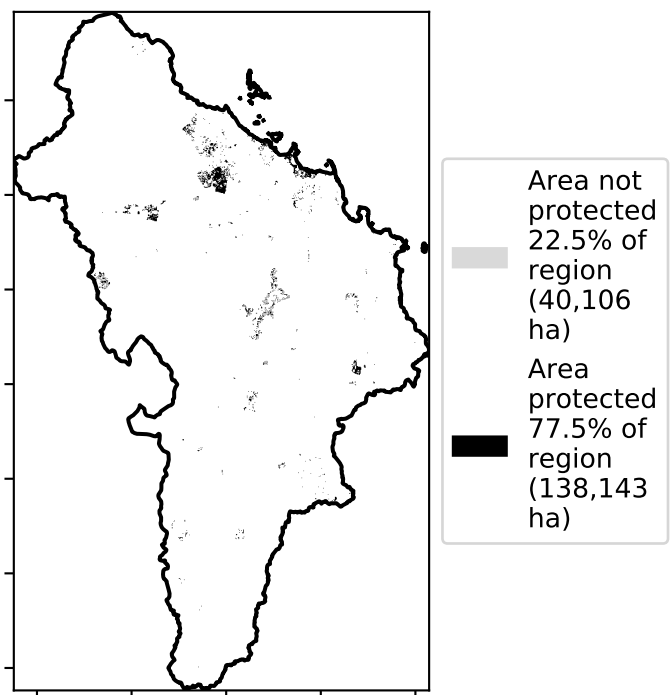 Area not
protected
22.5% of
region
(40,106
ha)
Area
protected
77.5% of
region
(138,143
ha)